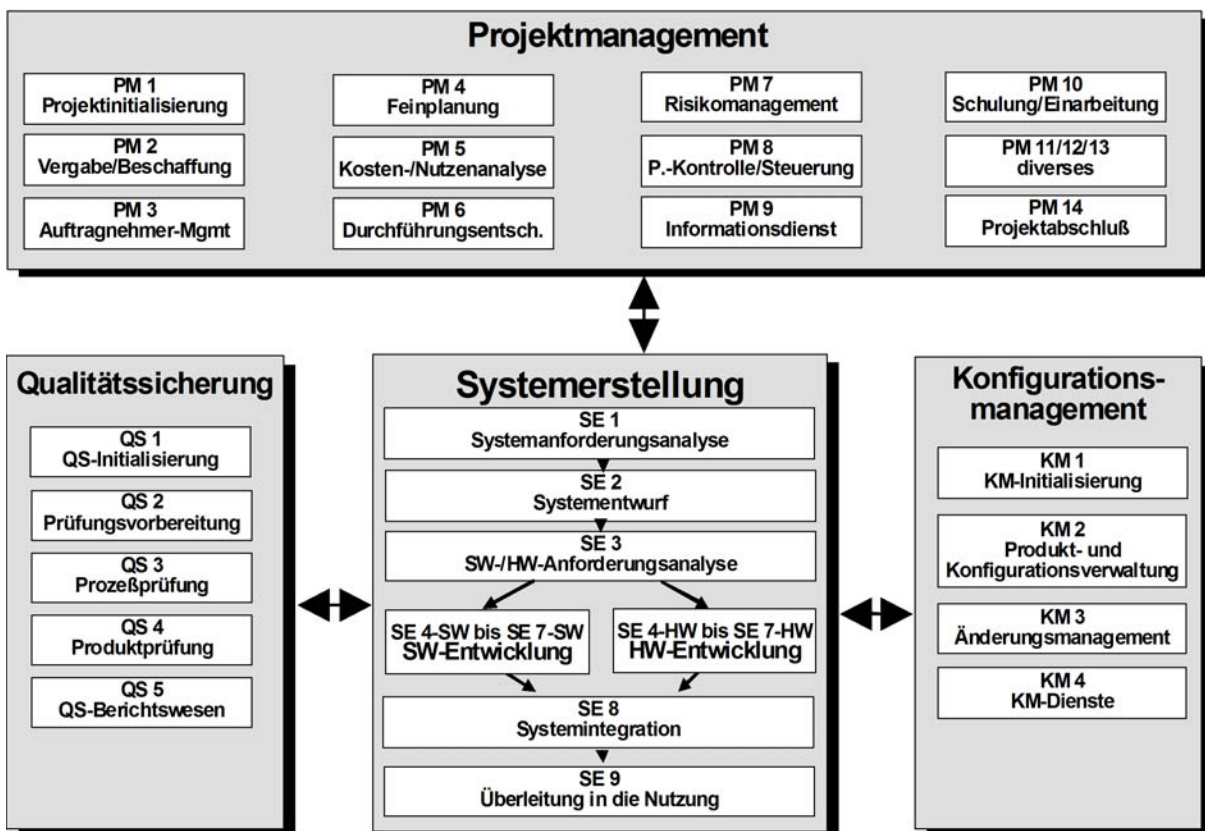 Projektmanagement
PM 1
Projektinitialisierung
PM 2
Vergabe/Beschaffung
PM 3
Auftragnehmer-Mgmt
PM 4
Feinplanung
PM 5
Kosten-/Nutzenanalyse
PM 6
Durchführungsentsch.
PM 7
Risikomanagement
PM 8
P.-Kontrolle/Steuerung
PM 9
Informationsdienst
PM 10
Schulung/Einarbeitung
PM 11/12/13
diverses
PM 14
Projektabschluß
Qualitätssicherung
QS 1
QS-Initialisierung
QS 2
Prüfungsvorbereitung
QS 3
Prozeßprüfung
QS 4
Produktprüfung
QS 5
QS-Berichtswesen
Systemerstellung
SE 1
Systemanforderungsanalyse
SE 2
Systementwurf
SE 3
SW-/HW-Anforderungsanalyse
SE 4-SW bis SE 7-SW
SW-Entwicklung
SE 4-HW bis SE 7-HW
HW-Entwicklung
SE 8
Systemintegration
SE 9
Überleitung in die Nutzung
Konfigurations-
management
KM 1
KM-Initialisierung
KM 2
Produkt- und
Konfigurationsverwaltung
KM 3
Änderungsmanagement
KM 4
KM-Dienste